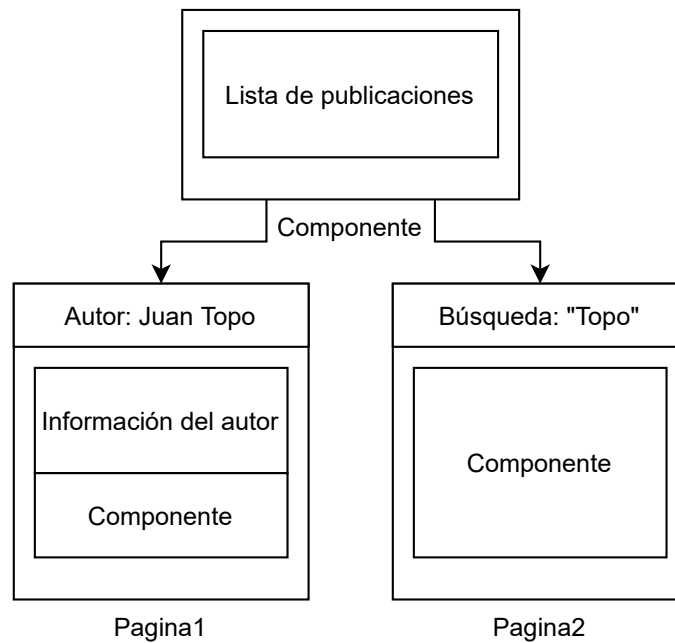 Lista de publicaciones
Componente
Autor: Juan Topo
Búsqueda: "Topo"
Información del autor
Componente
Componente
Pagina1
Pagina2